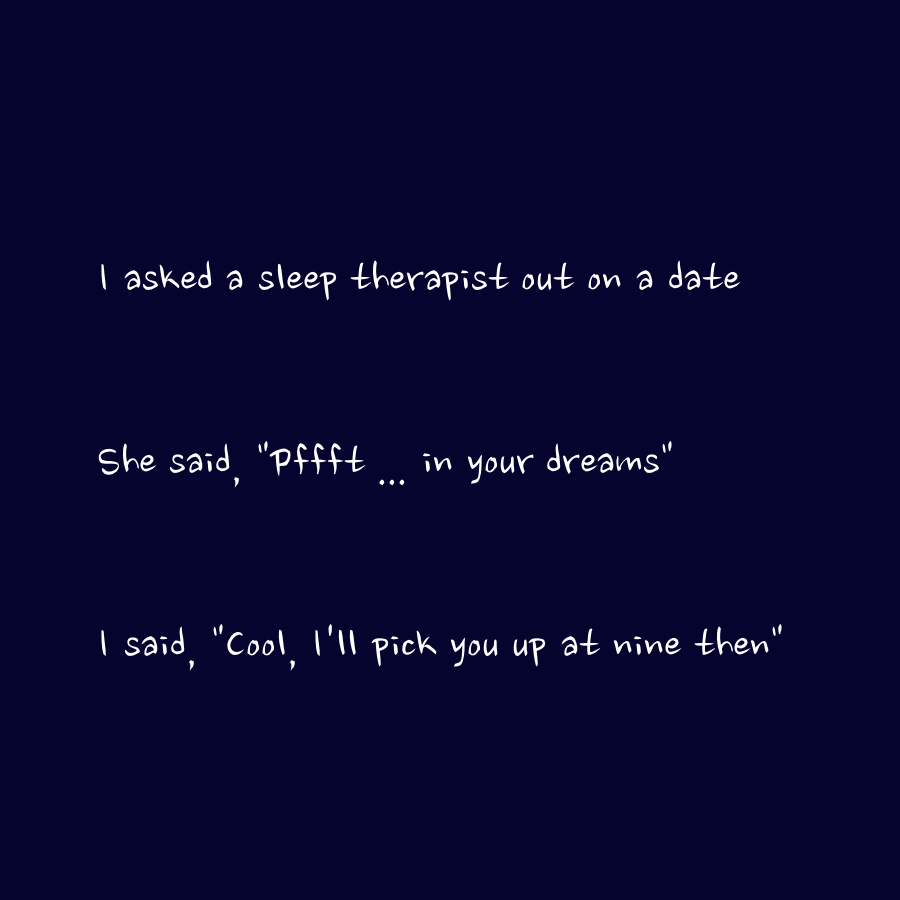 I asked a sleep therapist out on a date
She said, "Pffft ... in your dreams"
I said, "Cool, I'll pick you up at nine then"